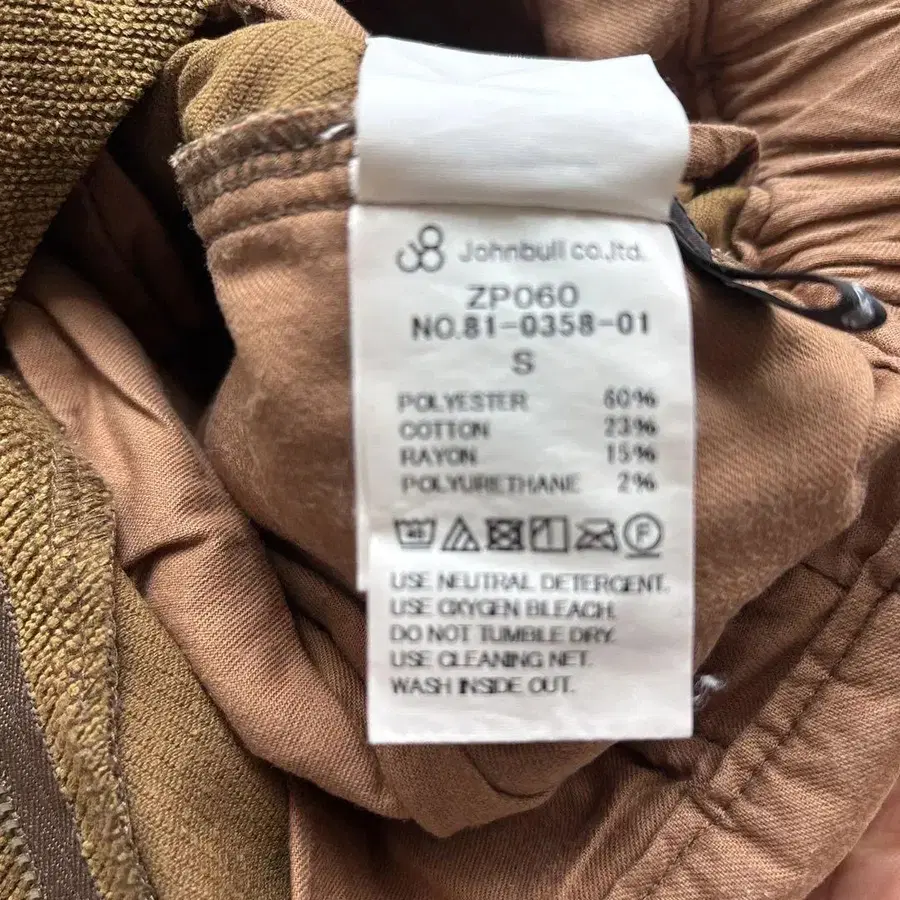 Johnbull co.,ltd.
ZP060
NO.81-0358-01
S
POLYESTER 60%
COTTON 23%
RAYON 15%
POLYURETHANE 2%
F
USE NEUTRAL DETERGENT.
USE OXYGEN BLEACH.
DO NOT TUMBLE DRY.
USE CLEANING NET.
WASH INSIDE OUT.